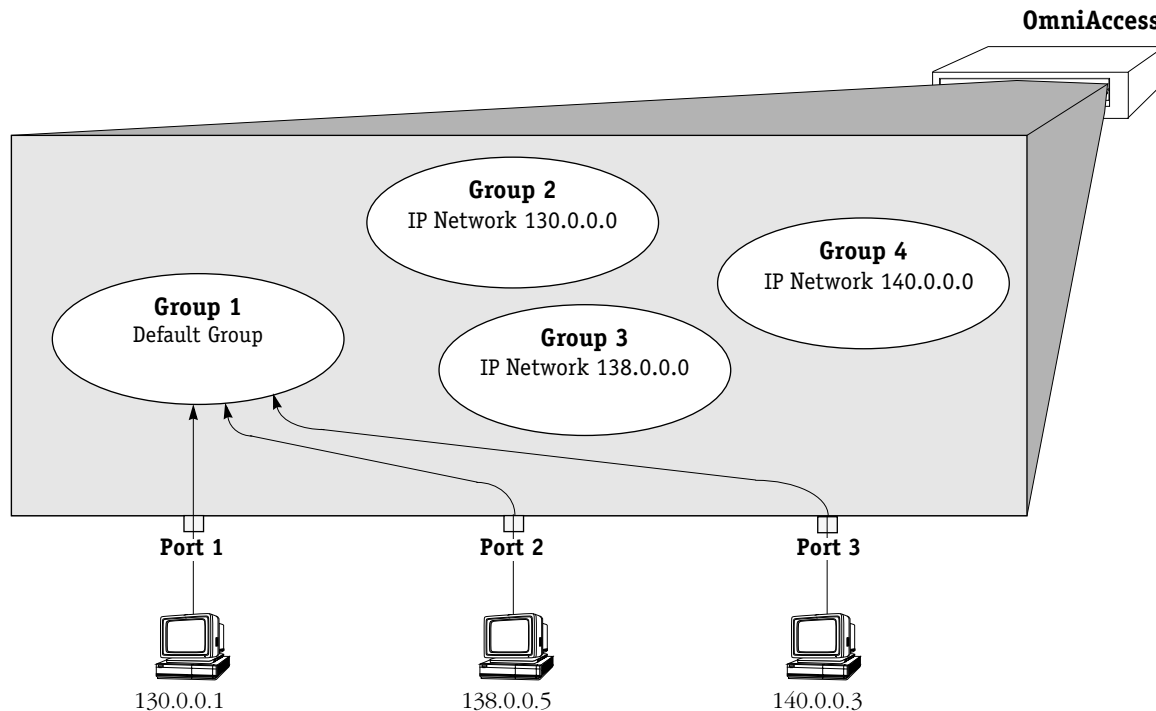 OmniAccess
Group 2
IP Network 130.0.0.0
Group 4
IP Network 140.0.0.0
Group 1
Default Group
Group 3
IP Network 138.0.0.0
Port 1
Port 2
Port 3
130.0.0.1
138.0.0.5
140.0.0.3